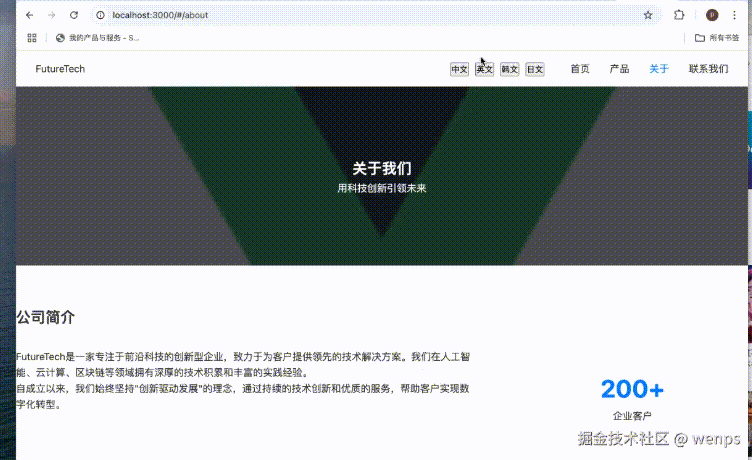 localhost:3000/#/about
我的产品与服务 - S...
所有书签
FutureTech
中文 英文 韩文 日文 首页 产品 关于 联系我们
关于我们
用科技创新引领未来
公司简介
FutureTech是一家专注于前沿科技的创新型企业，致力于为客户提供领先的技术解决方案。我们在人工智
能、云计算、区块链等领域拥有深厚的技术积累和丰富的实践经验。
自成立以来，我们始终坚持"创新驱动发展"的理念，通过持续的技术创新和优质的服务，帮助客户实现数
字化转型。
200+
企业客户
掘金技术社区 @ wenps